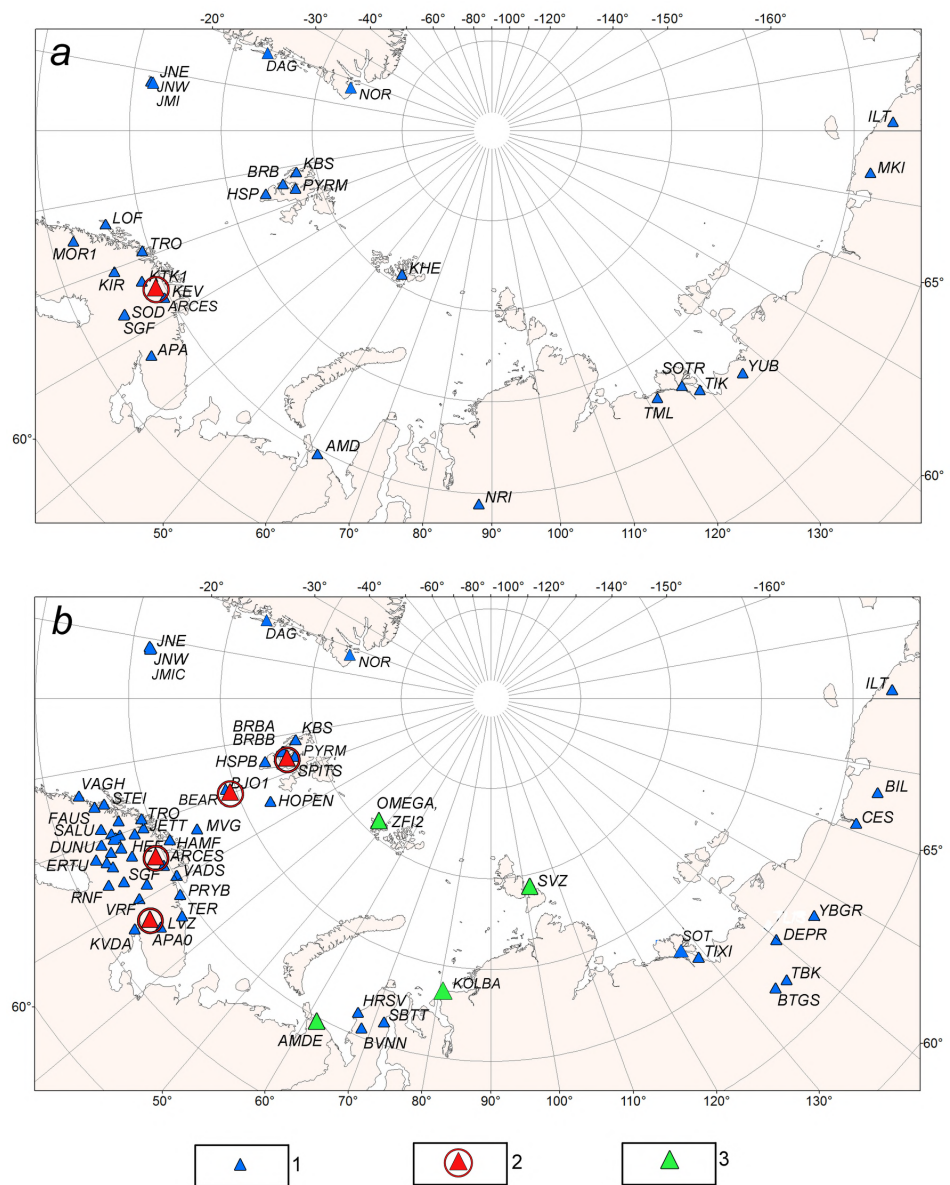 -20° -30° -40° -60° -80° -100° -120° -140° -150° -160°
a
DAG
NOR
JNE
JNW
JMI
ILT
MKI
KBS
BRB
PYRM
HSP
LOF
TRO
MOR1
KHE
KIR
KTK1
KEV
ARCES
SOD
SGF
65°
APA
SOTR
TIK
YUB
TML
60°
AMD
NRI
50° 60° 70° 80° 90° 100° 110° 120° 130°
-20° -30° -40° -60° -80° -100° -120° -140° -150° -160°
b
DAG
NOR
JNE
JNW
JMIC
ILT
BRBA
KBS
BRBB
PYRM
HSPB
SPITS
BJO1
BEAR
HOPEN
VAGH
STEI
OMEGA,
ZFI2
BIL
CES
FAUS
TRO
SALU
JETT
MVG
DUNU
HEF
HAMF
ARCES
65°
ERTU
SGF
VADS
SVZ
RNF
PRYB
VRF
TER
YBGR
LVZ
KVDA
APA0
SOT
DEPR
TIXI
TBK
KOLBA
BTGS
60°
HRSV
SBTT
AMDE
BVNN
60°
50° 60° 70° 80° 90° 100° 110° 120° 130°
1 2 3